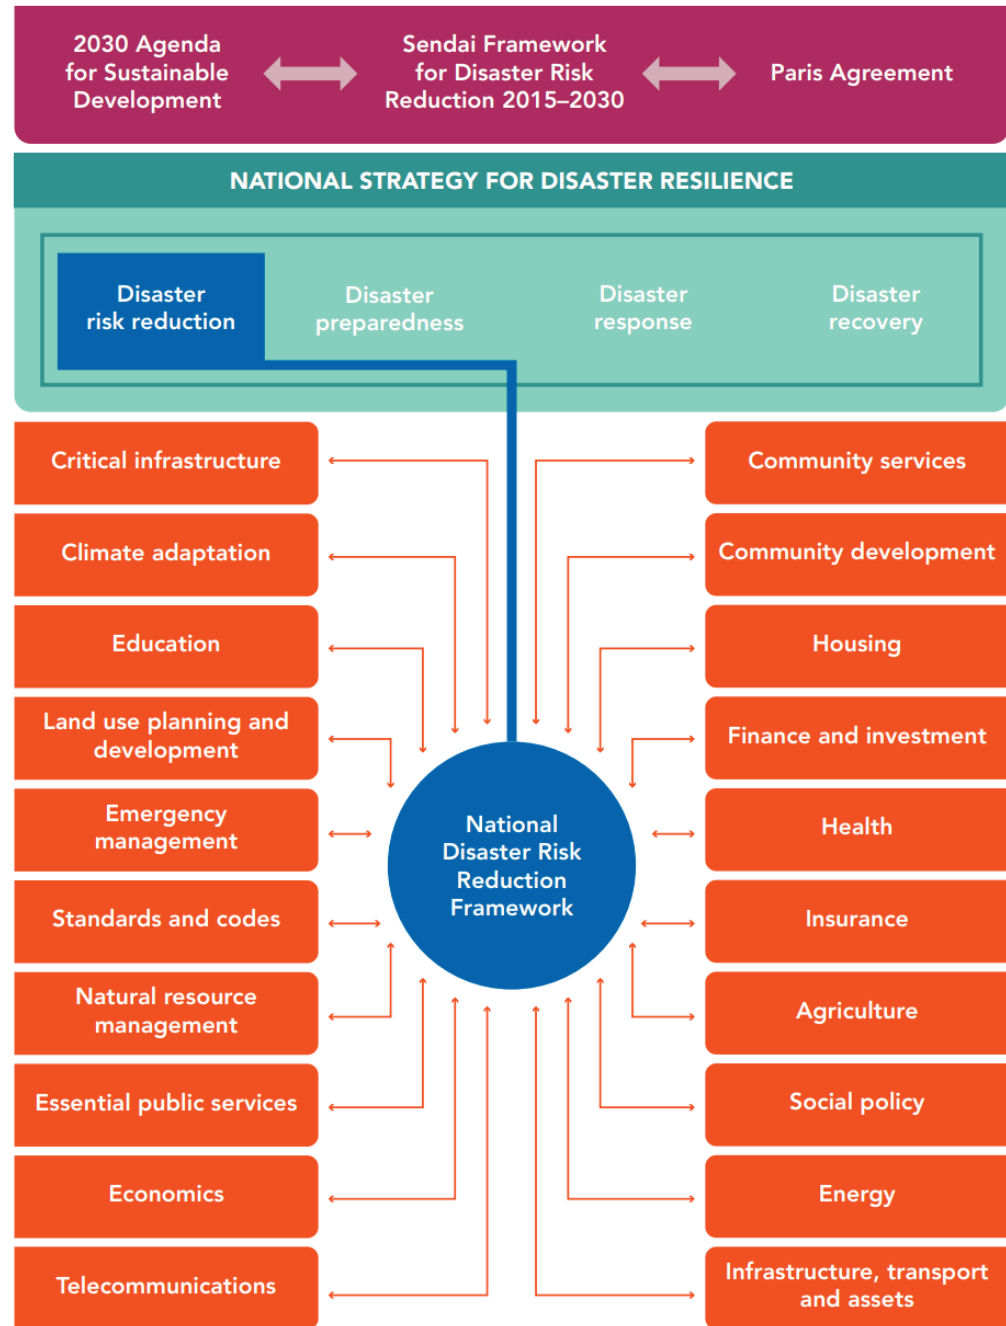 2030 Agenda
for Sustainable
Development
Sendai Framework
for Disaster Risk
Reduction 2015–2030
Paris Agreement
NATIONAL STRATEGY FOR DISASTER RESILIENCE
Disaster
risk reduction
Disaster
preparedness
Disaster
response
Disaster
recovery
Critical infrastructure
Climate adaptation
Education
Land use planning and
development
Emergency
management
Standards and codes
Natural resource
management
Essential public services
Economics
Telecommunications
National
Disaster Risk
Reduction
Framework
Community services
Community development
Housing
Finance and investment
Health
Insurance
Agriculture
Social policy
Energy
Infrastructure, transport
and assets